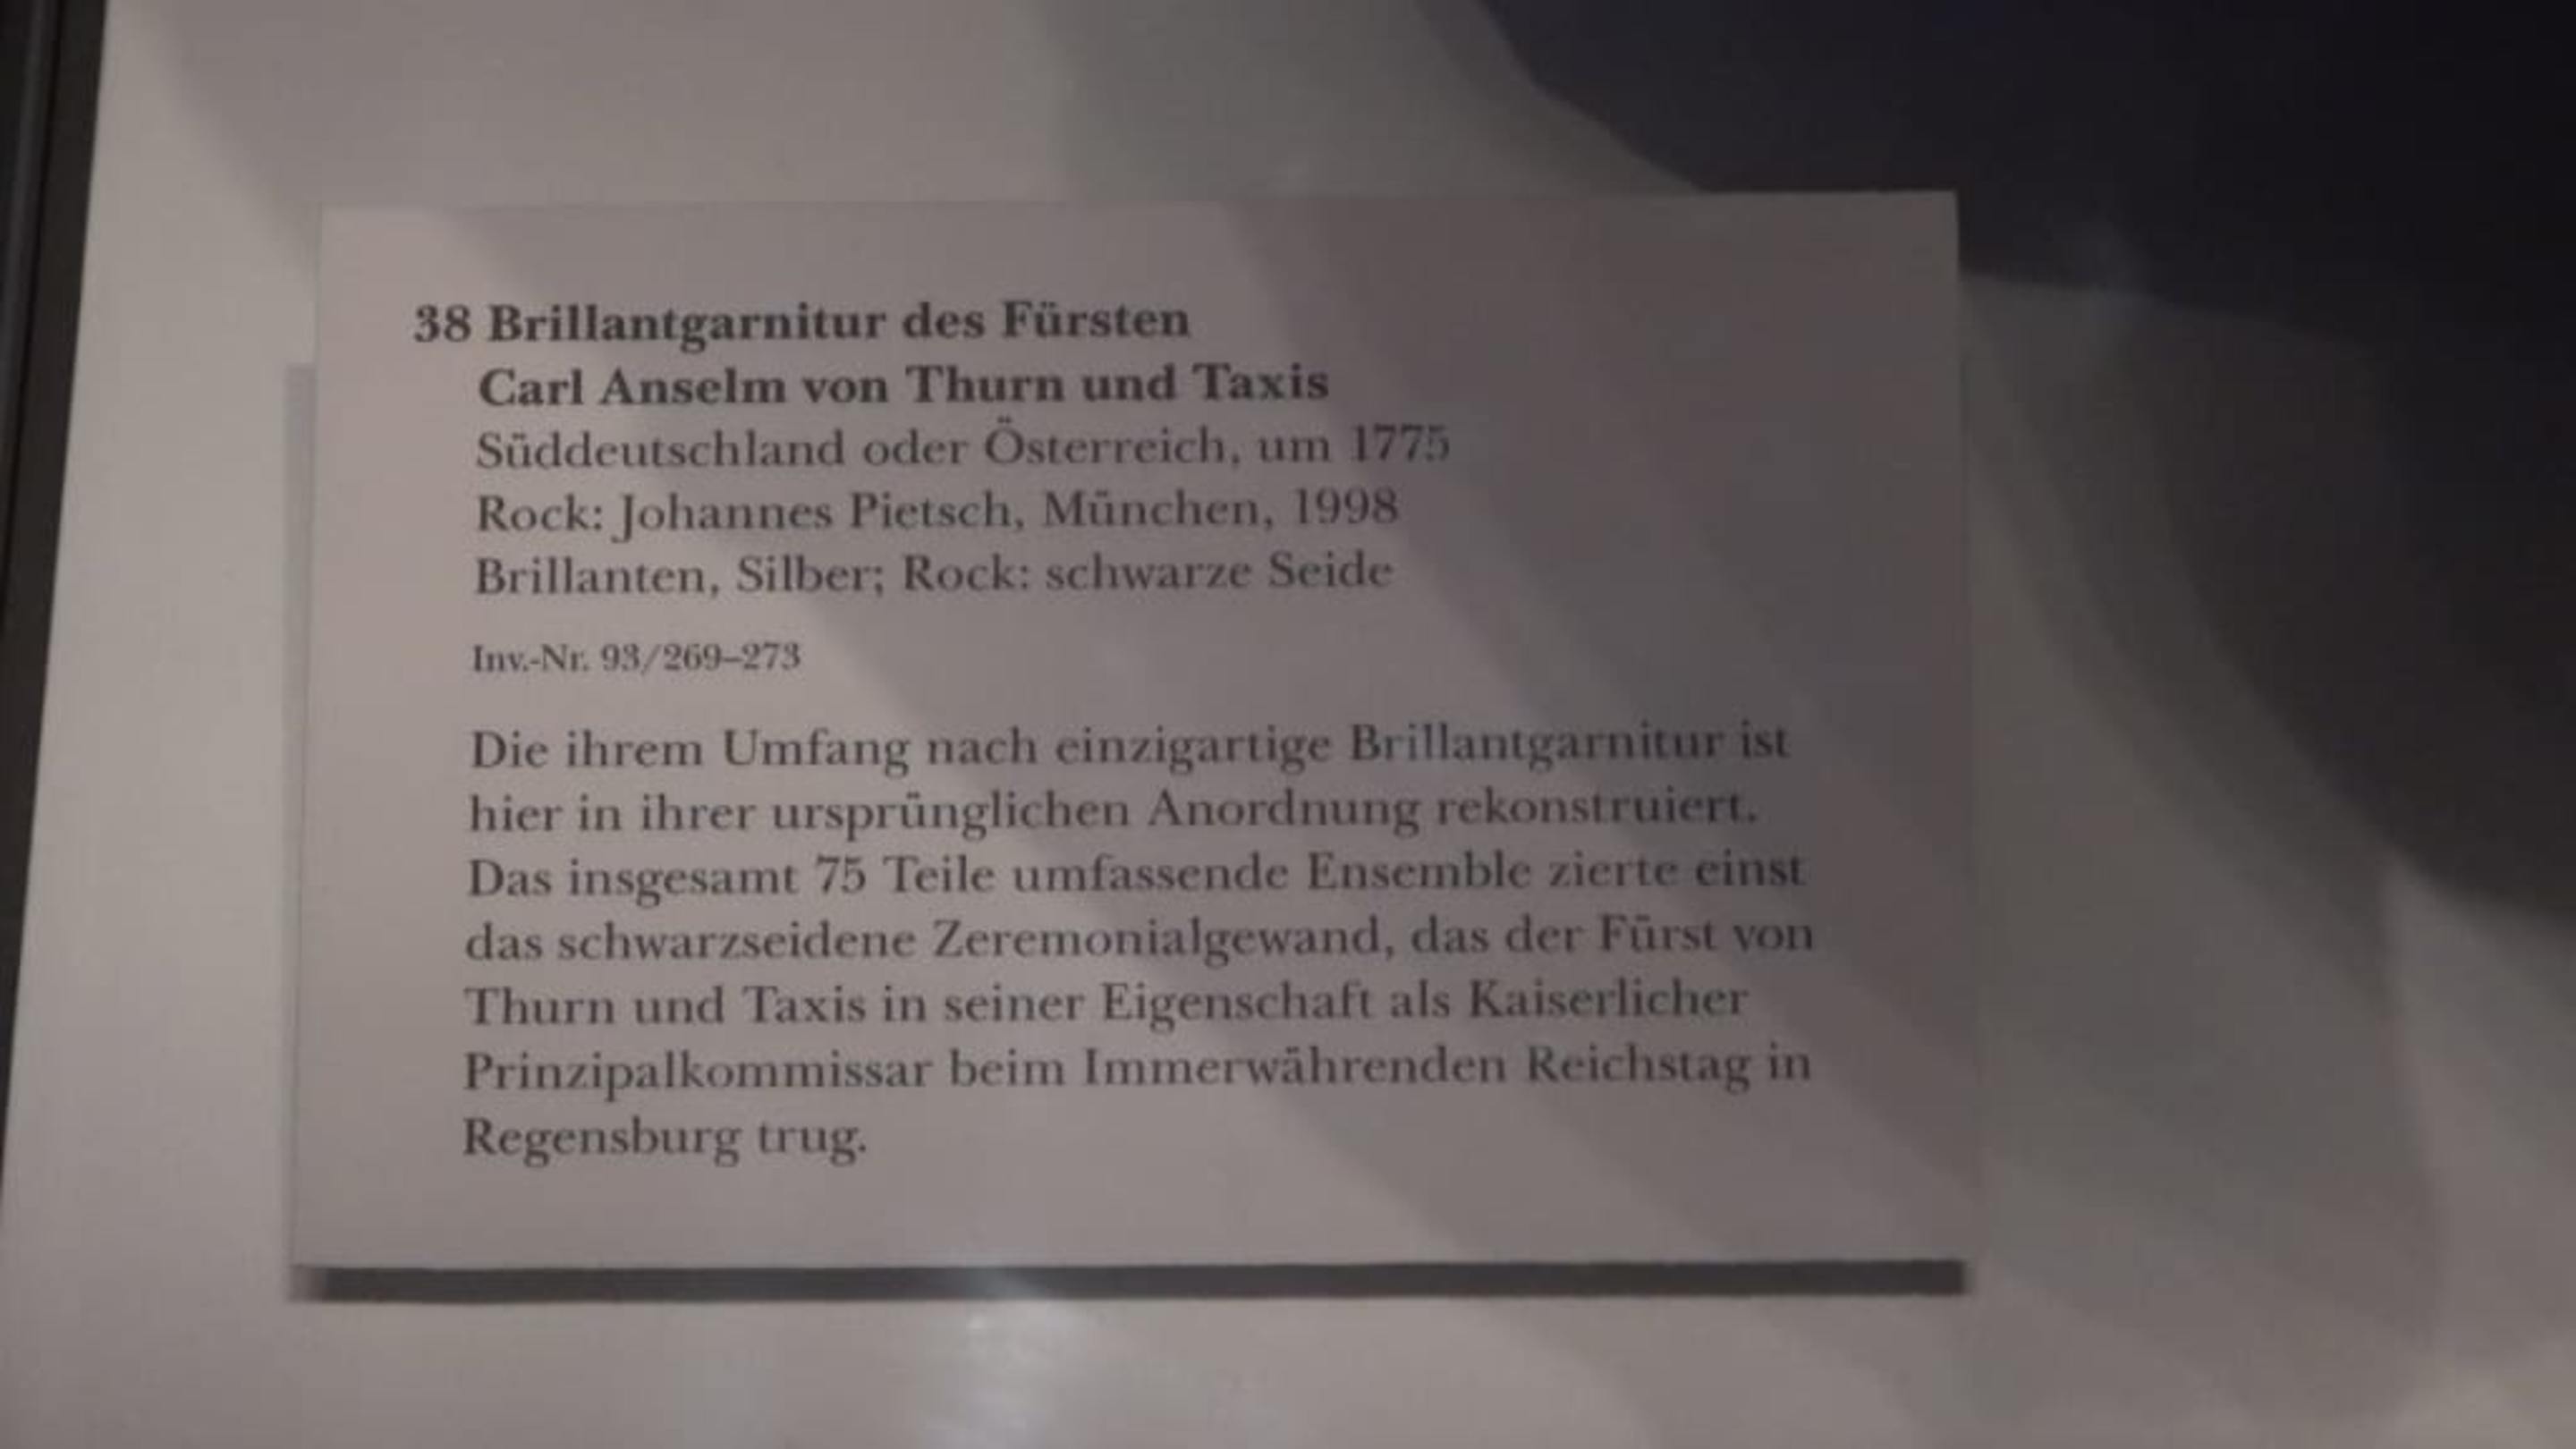 38 Brillantgarnitur des Fürsten
Carl Anselm von Thurn und Taxis
Süddeutschland oder Österreich, um 1775
Rock: Johannes Pietsch, München, 1998
Brillanten, Silber; Rock: schwarze Seide
Inv.-Nr. 93/269–273
Die ihrem Umfang nach einzigartige Brillantgarnitur ist
hier in ihrer ursprünglichen Anordnung rekonstruiert.
Das insgesamt 75 Teile umfassende Ensemble zierte einst
das schwarzseidene Zeremonialgewand, das der Fürst von
Thurn und Taxis in seiner Eigenschaft als Kaiserlicher
Prinzipalkommissar beim Immerwährenden Reichstag in
Regensburg trug.